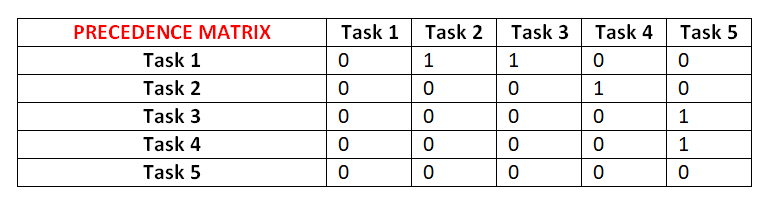 PRECEDENCE MATRIX Task 1 Task 2 Task 3 Task 4 Task 5
Task 1 0 1 1 0 0
Task 2 0 0 0 1 0
Task 3 0 0 0 0 1
Task 4 0 0 0 0 1
Task 5 0 0 0 0 0